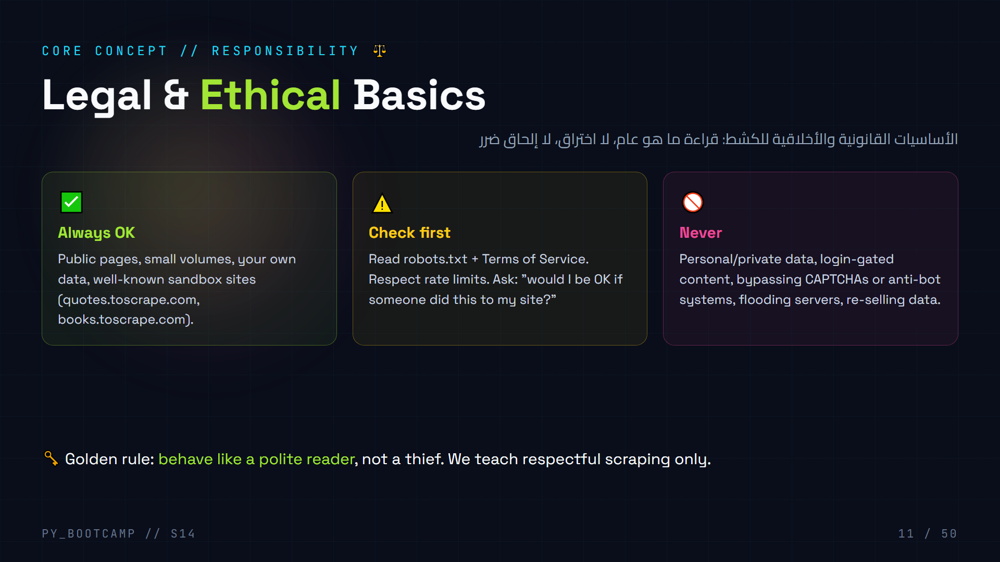 CORE CONCEPT // RESPONSIBILITY ⚖️
Legal & Ethical Basics
الأساسيات القانونية والأخلاقية للكشط: قراءة ما هو عام، لا اختراق، لا إلحاق ضرر
✅
Always OK
Public pages, small volumes, your own
data, well-known sandbox sites
(quotes.toscrape.com,
books.toscrape.com).
⚠️
Check first
Read robots.txt + Terms of Service.
Respect rate limits. Ask: ”would I be OK if
someone did this to my site?”
🚫
Never
Personal/private data, login-gated
content, bypassing CAPTCHAs or anti-bot
systems, flooding servers, re-selling data.
🔑 Golden rule: behave like a polite reader, not a thief. We teach respectful scraping only.
PY_BOOTCAMP // S14
11 / 50